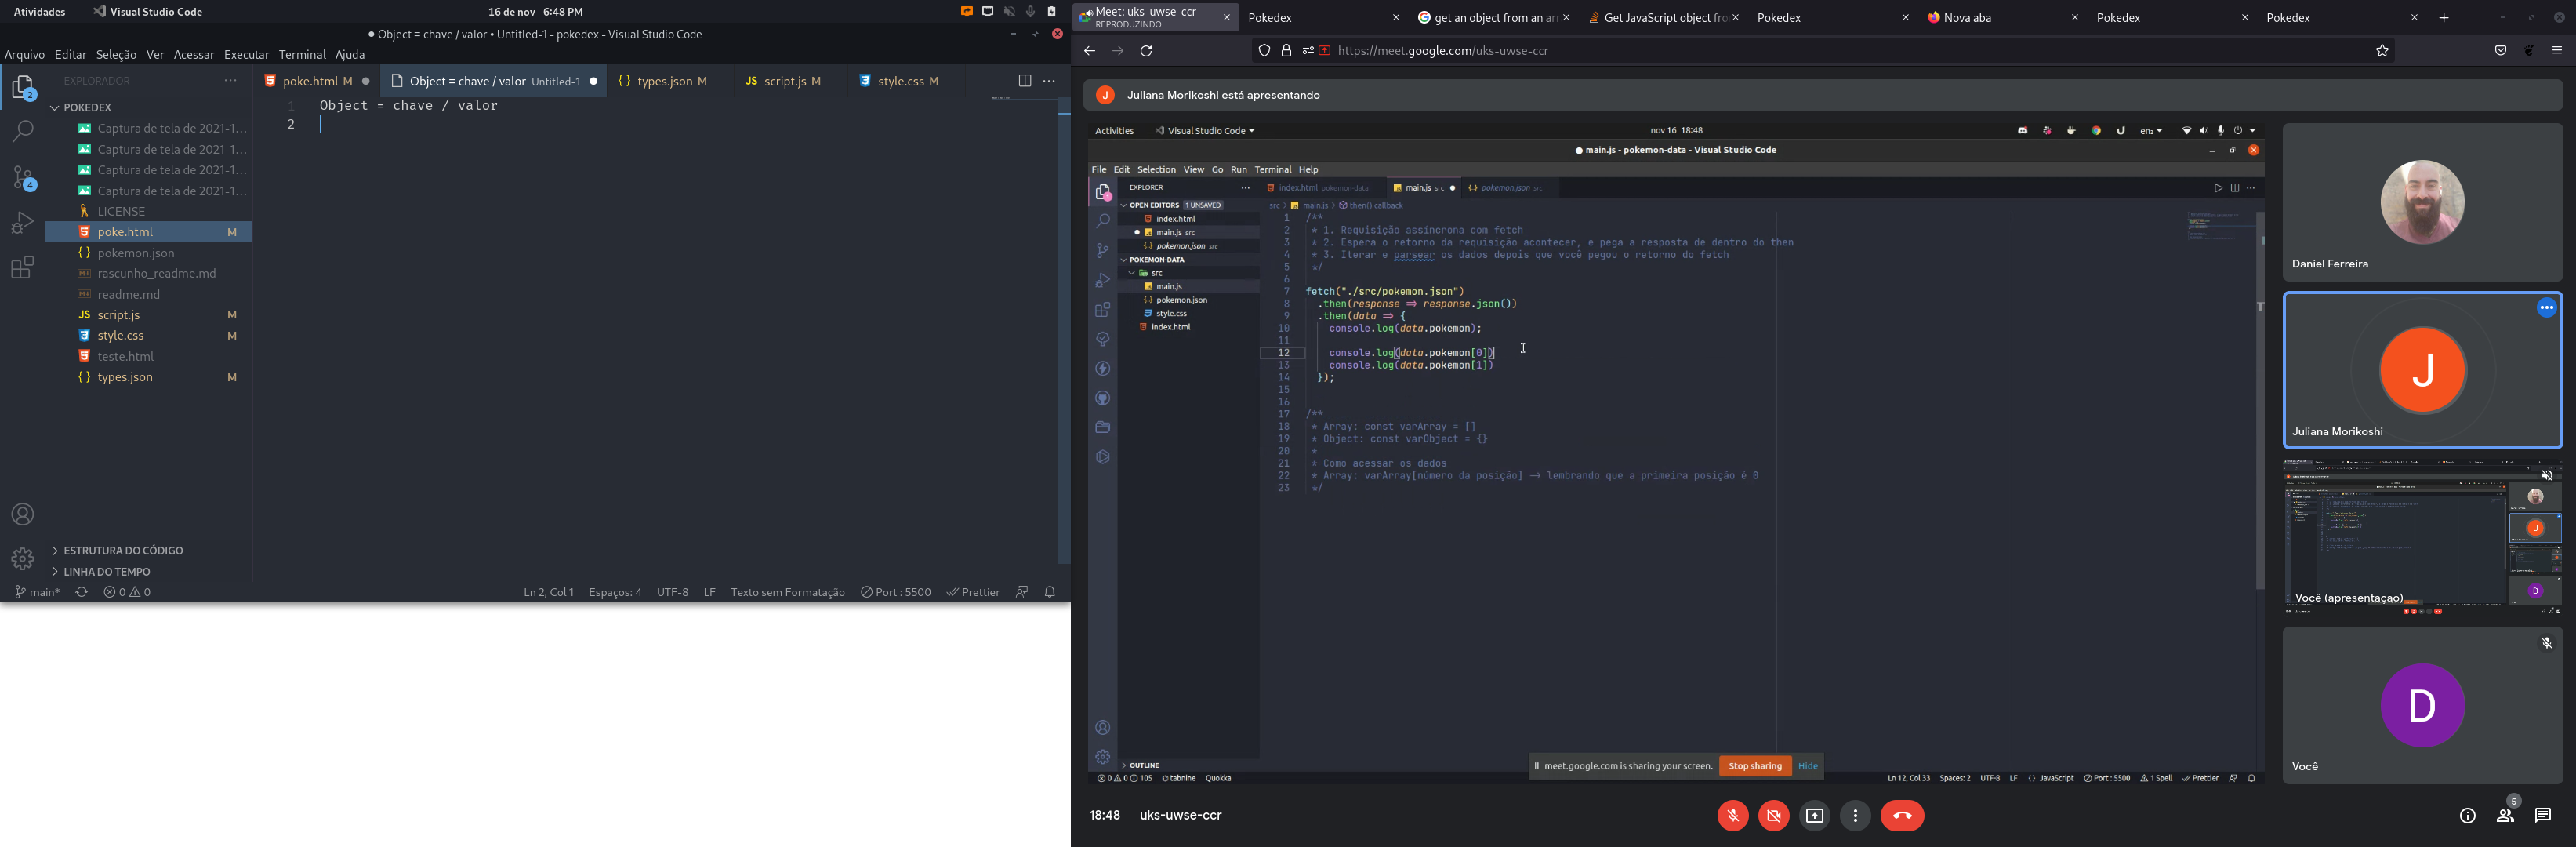 Atividades
Visual Studio Code
16 de nov 6:48 PM
● Object = chave / valor • Untitled-1 - pokedex - Visual Studio Code
Arquivo Editar Seleção Ver Acessar Executar Terminal Ajuda
EXPLORADOR
poke.html M
Object = chave / valor Untitled-1
types.json M
script.js M
style.css M
POKEDEX
Captura de tela de 2021-1...
Captura de tela de 2021-1...
Captura de tela de 2021-1...
Captura de tela de 2021-1...
LICENSE
poke.html M
pokemon.json
rascunho_readme.md
readme.md
script.js M
style.css M
teste.html
types.json M
ESTRUTURA DO CÓDIGO
LINHA DO TEMPO
1 Object = chave / valor
2
main* 0 0
Ln 2, Col 1 Espaços: 4 UTF-8 LF Texto sem Formatação Port : 5500 Prettier
Meet: uks-uwse-ccr
REPRODUZINDO
Pokedex
get an object from an arr
Get JavaScript object fro
Pokedex
Nova aba
Pokedex
Pokedex
https://meet.google.com/uks-uwse-ccr
J Juliana Morikoshi está apresentando
Activities
Visual Studio Code
nov 16 18:48
en₂
● main.js - pokemon-data - Visual Studio Code
File Edit Selection View Go Run Terminal Help
EXPLORER
index.html pokemon-data
main.js src
pokemon.json src
OPEN EDITORS 1 UNSAVED
index.html
main.js src
pokemon.json src
POKEMON-DATA
src
main.js
pokemon.json
style.css
index.html
OUTLINE
src > main.js > then() callback
1 /**
2 * 1. Requisição assincrona com fetch
3 * 2. Espera o retorno da requisição acontecer, e pega a resposta de dentro do then
4 * 3. Iterar e parsear os dados depois que você pegou o retorno do fetch
5 */
6
7 fetch("./src/pokemon.json")
8 .then(response => response.json())
9 .then(data => {
10 console.log(data.pokemon);
11
12 console.log(data.pokemon[0])
13 console.log(data.pokemon[1])
14 });
15
16
17 /**
18 * Array: const varArray = []
19 * Object: const varObject = {}
20 *
21 * Como acessar os dados
22 * Array: varArray[número da posição] -> lembrando que a primeira posição é 0
23 */
meet.google.com is sharing your screen. Stop sharing Hide
0 0 105 tabnine Quokka
Ln 12, Col 33 Spaces: 2 UTF-8 LF JavaScript Port : 5500 1 Spell Prettier
Daniel Ferreira
J
Juliana Morikoshi
Você (apresentação)
D
Você
18:48 | uks-uwse-ccr
5